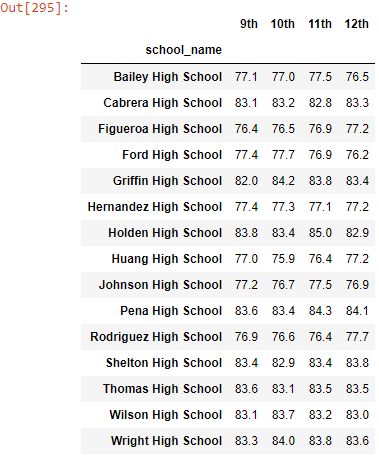 Out[295]:
9th 10th 11th 12th
school_name
Bailey High School 77.1 77.0 77.5 76.5
Cabrera High School 83.1 83.2 82.8 83.3
Figueroa High School 76.4 76.5 76.9 77.2
Ford High School 77.4 77.7 76.9 76.2
Griffin High School 82.0 84.2 83.8 83.4
Hernandez High School 77.4 77.3 77.1 77.2
Holden High School 83.8 83.4 85.0 82.9
Huang High School 77.0 75.9 76.4 77.2
Johnson High School 77.2 76.7 77.5 76.9
Pena High School 83.6 83.4 84.3 84.1
Rodriguez High School 76.9 76.6 76.4 77.7
Shelton High School 83.4 82.9 83.4 83.8
Thomas High School 83.6 83.1 83.5 83.5
Wilson High School 83.1 83.7 83.2 83.0
Wright High School 83.3 84.0 83.8 83.6